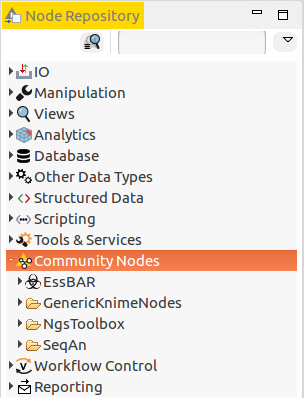 Node Repository
IO
Manipulation
Views
Analytics
Database
Other Data Types
Structured Data
Scripting
Tools & Services
Community Nodes
EssBAR
GenericKnimeNodes
NgsToolbox
SeqAn
Workflow Control
Reporting